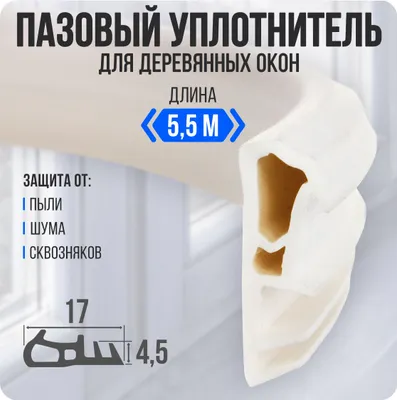 ПАЗОВЫЙ УПЛОТНИТЕЛЬ
ДЛЯ ДЕРЕВЯННЫХ ОКОН
ДЛИНА
5,5 М
ЗАЩИТА ОТ:
ПЫЛИ
ШУМА
СКВОЗНЯКОВ
17
4,5